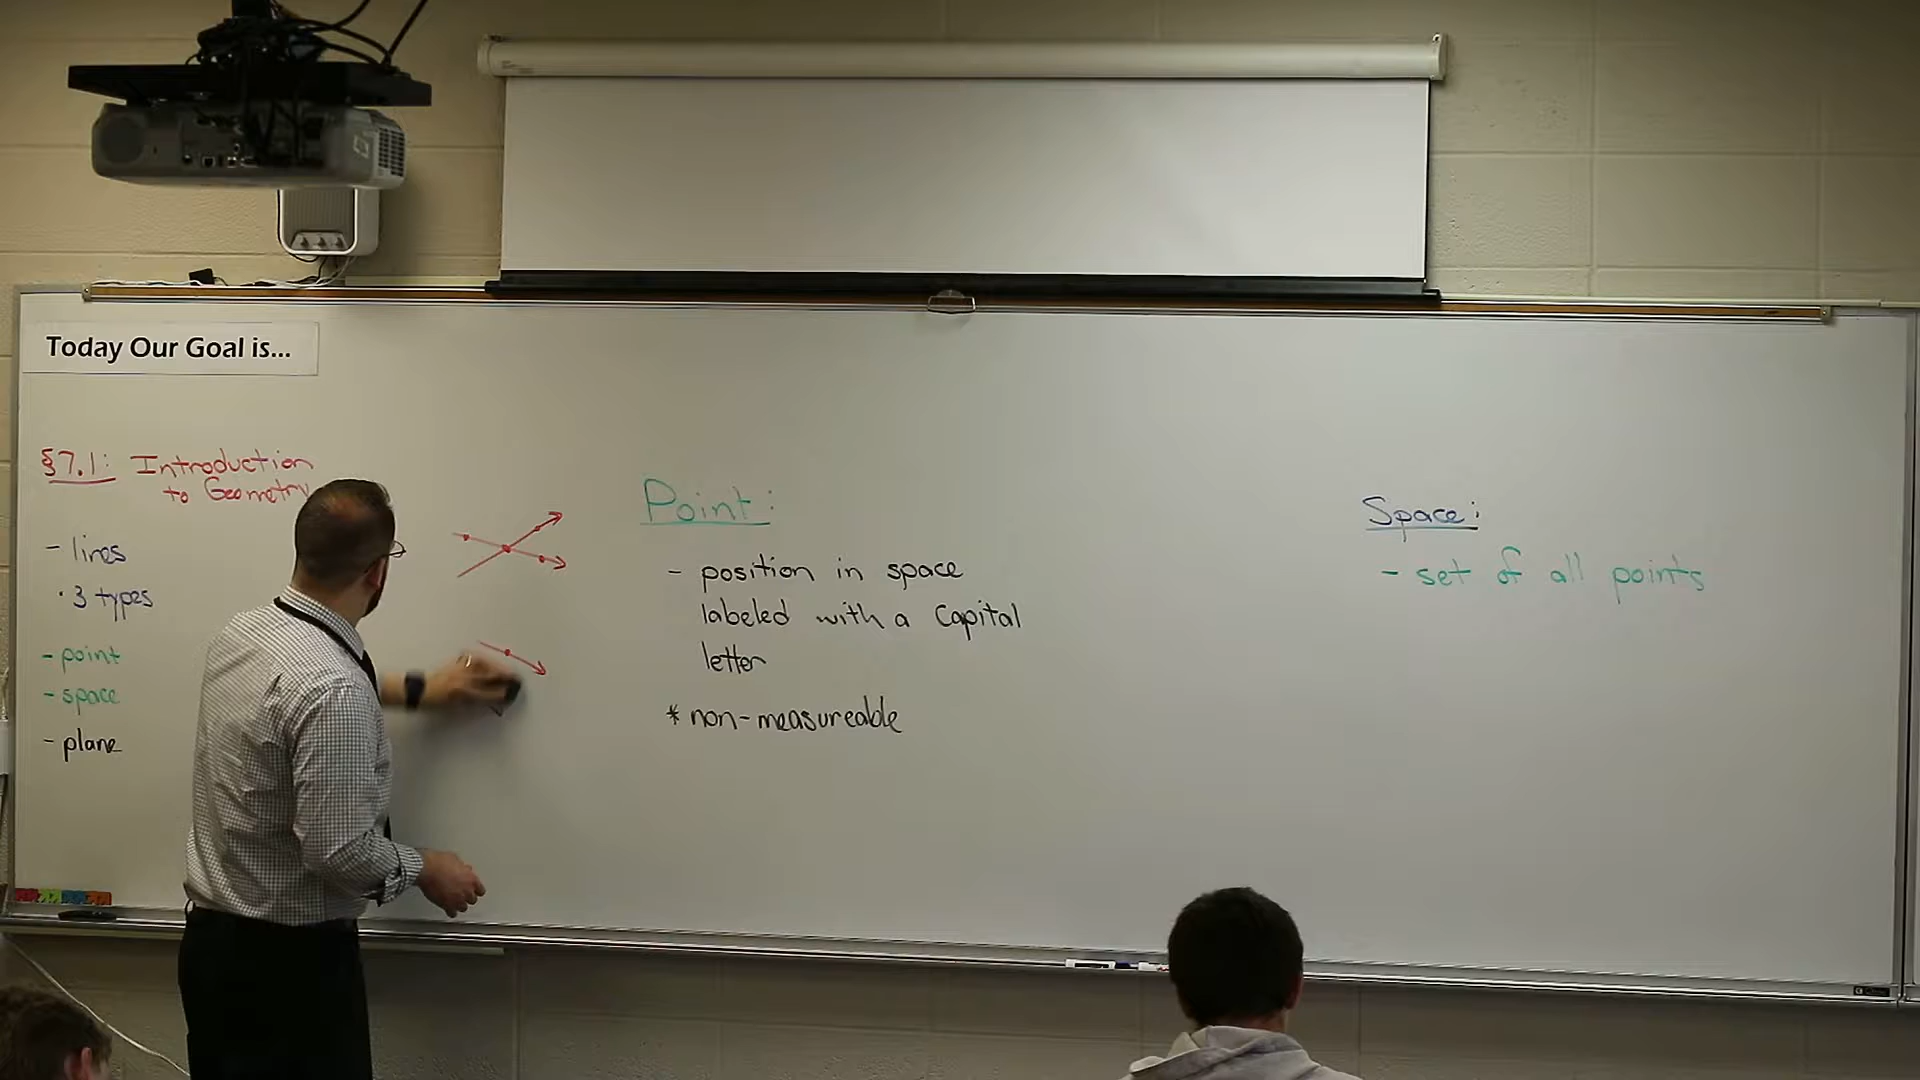 Today Our Goal is...
§7.1: Introduction
to Geometry
- lines
· 3 types
- point
- space
- plane
Point:
- position in space
labeled with a Capital
letter
* non-measureable
Space:
- set of all points